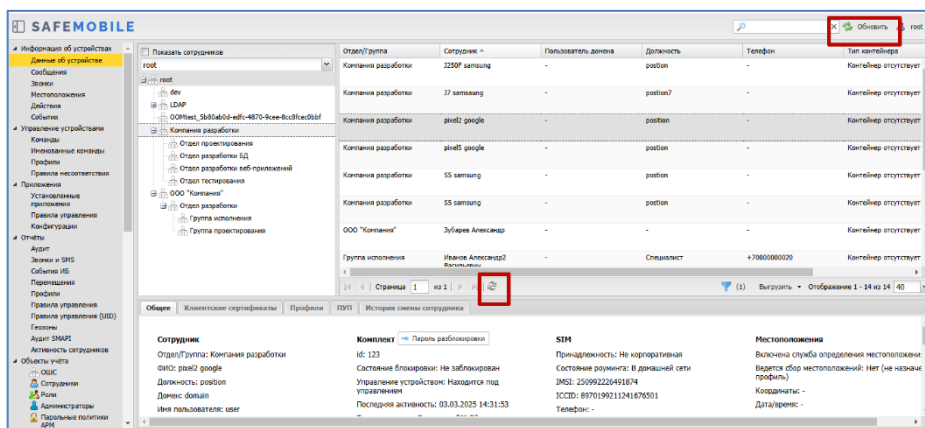 SAFEMOBILE
Обновить root
Информация об устройствах
Данные об устройстве
Сообщения
Звонки
Местоположения
Действия
События
Управление устройствами
Команды
Именованные команды
Профили
Правила несоответствия
Приложения
Установленные
приложения
Правила управления
Конфигурации
Отчёты
Аудит
Звонки и SMS
События ИБ
Перемещения
Профили
Правила управления
Правила управления (UID)
Геозоны
Аудит SMAPI
Активность сотрудников
Объекты учёта
ОШС
Сотрудники
Роли
Администраторы
Парольные политики
АРМ
Показать сотрудников
root
root
dev
LDAP
OOMtest_5b80ab0d-edfc-4870-9cee-8cc8fcec0bbf
Компания разработки
Отдел проектирования
Отдел разработки БД
Отдел разработки веб-приложений
Отдел тестирования
ООО "Компания"
Отдел разработки
Группа исполнения
Группа проектирования
Отдел/Группа Сотрудник Пользователь домена Должность Телефон Тип контейнера
Компания разработки J250F samsung - postion - Контейнер отсутствует
Компания разработки J7 samsaung - postion7 - Контейнер отсутствует
Компания разработки pixel2 google - position - Контейнер отсутствует
Компания разработки pixel5 google - postion - Контейнер отсутствует
Компания разработки S5 samsung - postion - Контейнер отсутствует
Компания разработки S5 samsung - postion - Контейнер отсутствует
ООО "Компания" Зубарев Александр - - - Контейнер отсутствует
Группа исполнения Иванов Александр2 - Специалист +70000000020 Контейнер отсутствует
Васильевич
Страница 1 из 1 (1) Выгрузить Отображение 1 - 14 из 14 40
Общее Клиентские сертификаты Профили ПУП История смены сотрудника
Сотрудник
Отдел/Группа: Компания разработки
ФИО: pixel2 google
Должность: position
Домен: domain
Имя пользователя: user
Комплект Пароль разблокировки
id: 123
Состояние блокировки: Не заблокирован
Управление устройством: Находится под
управлением
Последняя активность: 03.03.2025 14:31:53
SIM
Принадлежность: Не корпоративная
Состояние роуминга: В домашней сети
IMSI: 250992226491874
ICCID: 8970199211241676501
Телефон: -
Местоположения
Включена служба определения местоположени
Ведется сбор местоположений: Нет (не назначе
профиль)
Координаты: -
Дата/время: -